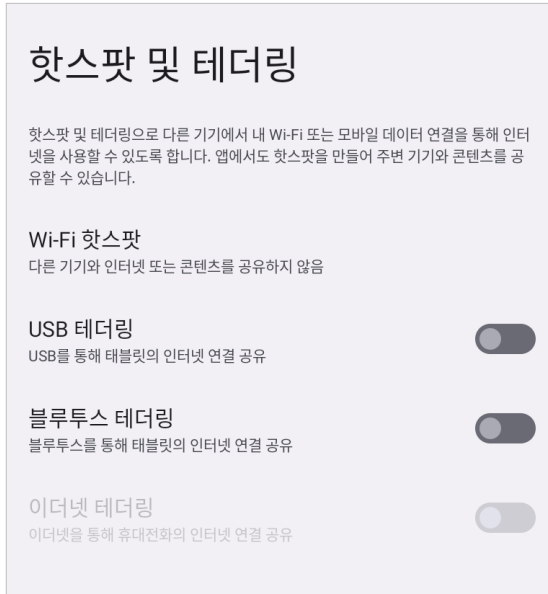 핫스팟 및 테더링
핫스팟 및 테더링으로 다른 기기에서 내 Wi-Fi 또는 모바일 데이터 연결을 통해 인터
넷을 사용할 수 있도록 합니다. 앱에서도 핫스팟을 만들어 주변 기기와 콘텐츠를 공
유할 수 있습니다.
Wi-Fi 핫스팟
다른 기기와 인터넷 또는 콘텐츠를 공유하지 않음
USB 테더링
USB를 통해 태블릿의 인터넷 연결 공유
블루투스 테더링
블루투스를 통해 태블릿의 인터넷 연결 공유
이더넷 테더링
이더넷을 통해 휴대전화의 인터넷 연결 공유